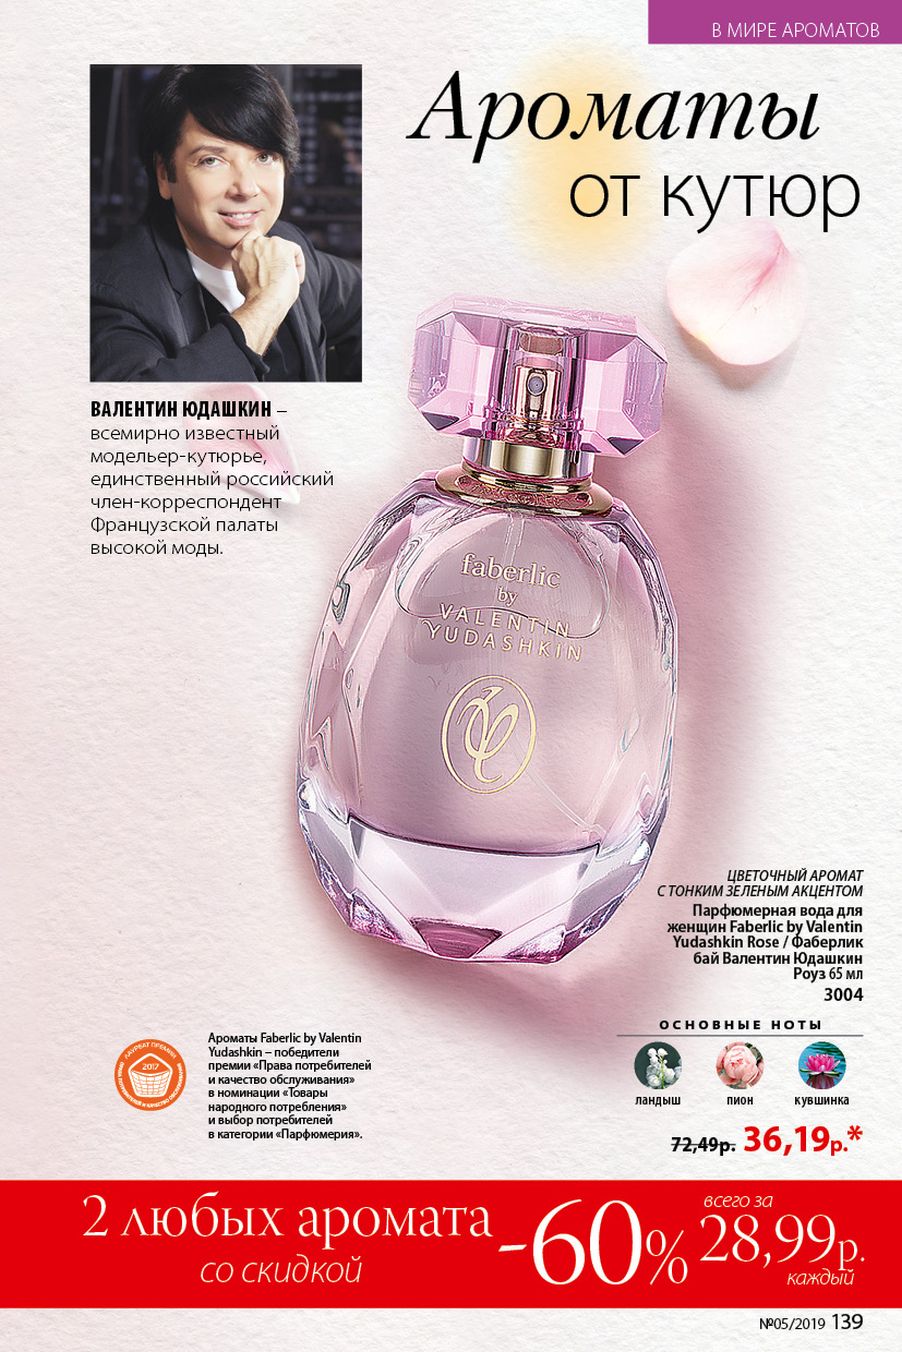 В МИРЕ АРОМАТОВ
Ароматы
от кутюр
ВАЛЕНТИН ЮДАШКИН –
всемирно известный
модельер-кутюрье,
единственный российский
член-корреспондент
Французской палаты
высокой моды.
faberlic
by
VALENTIN
YUDASHKIN
ЦВЕТОЧНЫЙ АРОМАТ
С ТОНКИМ ЗЕЛЕНЫМ АКЦЕНТОМ
Парфюмерная вода для
женщин Faberlic by Valentin
Yudashkin Rose / Фаберлик
бай Валентин Юдашкин
Роуз 65 мл
3004
ОСНОВНЫЕ НОТЫ
ландыш пион кувшинка
72,49р. 36,19р.*
ЛАУРЕАТ ПРЕМИИ
2017
Ароматы Faberlic by Valentin
Yudashkin – победители
премии «Права потребителей
и качество обслуживания»
в номинации «Товары
народного потребления»
и выбор потребителей
в категории «Парфюмерия».
2 любых аромата
со скидкой
-60%
всего за
28,99р.
каждый
№05/2019 139